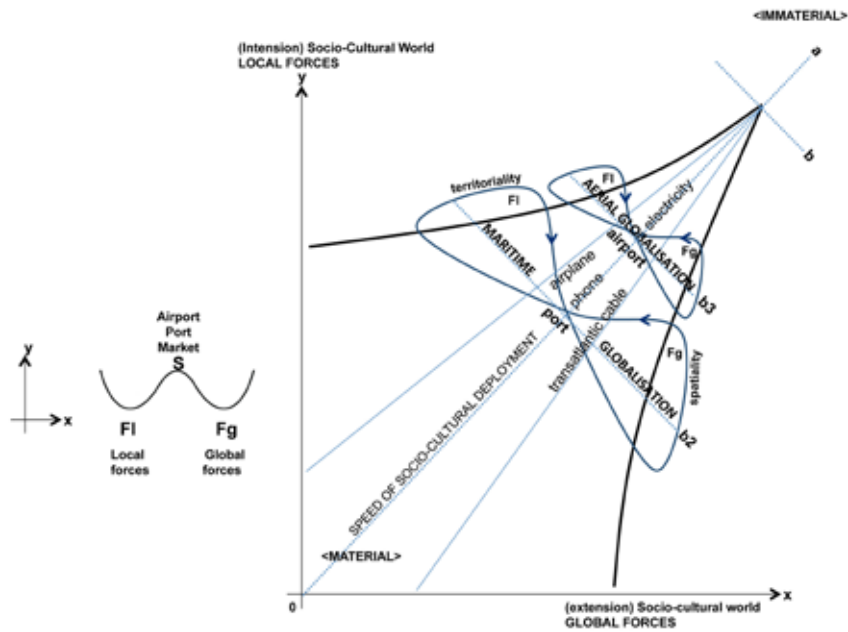 <IMMATERIAL>
(Intension) Socio-Cultural World
LOCAL FORCES
y
a
b
territoriality
Fl
Fl
MARITIME
AERIAL GLOBALISATION
electricity
airport
Fg
b3
airplane
phone
port
transatlantic cable
GLOBALISATION
Fg
spatiality
b2
SPEED OF SOCIO-CULTURAL DEPLOYMENT
<MATERIAL>
0
x
(extension) Socio-cultural world
GLOBAL FORCES
Airport
Port
Market
S
y
x
Fl
Fg
Local
forces
Global
forces